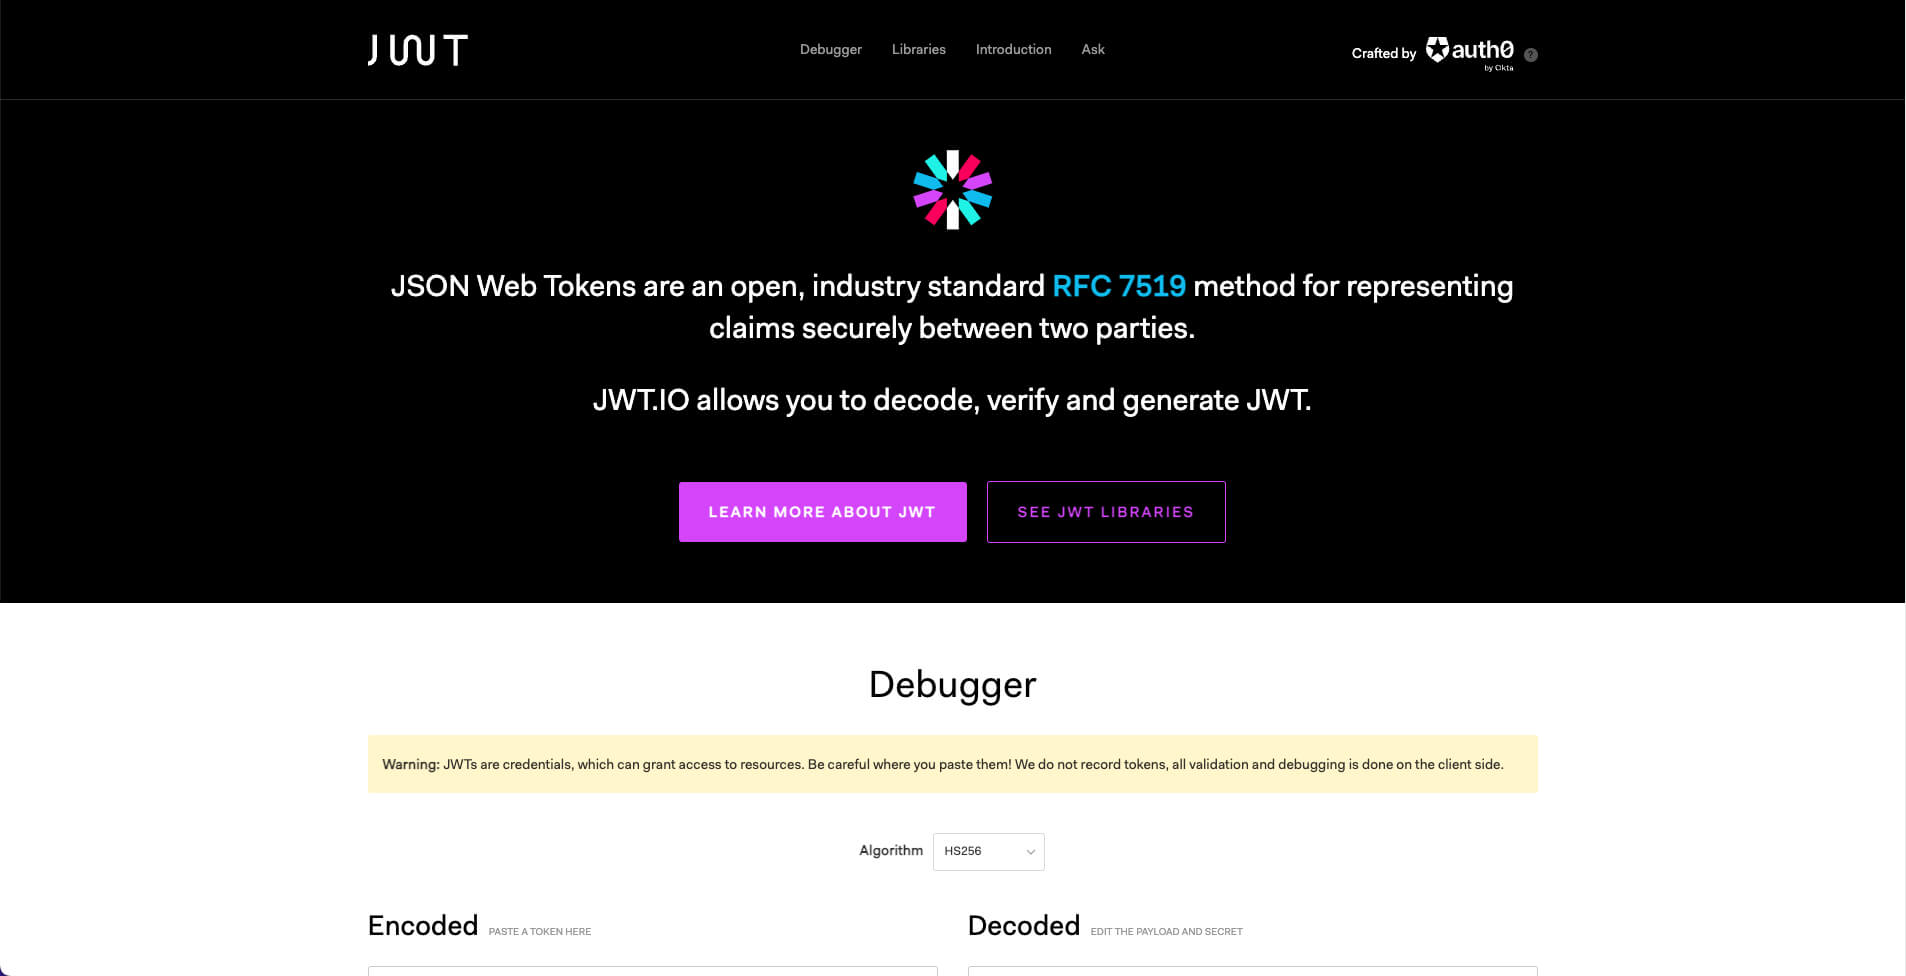 JWT
Debugger
Libraries
Introduction
Ask
Crafted by
auth0
by Okta
?
JSON Web Tokens are an open, industry standard RFC 7519 method for representing
claims securely between two parties.
JWT.IO allows you to decode, verify and generate JWT.
LEARN MORE ABOUT JWT
SEE JWT LIBRARIES
Debugger
Warning: JWTs are credentials, which can grant access to resources. Be careful where you paste them! We do not record tokens, all validation and debugging is done on the client side.
Algorithm
HS256
Encoded PASTE A TOKEN HERE
Decoded EDIT THE PAYLOAD AND SECRET